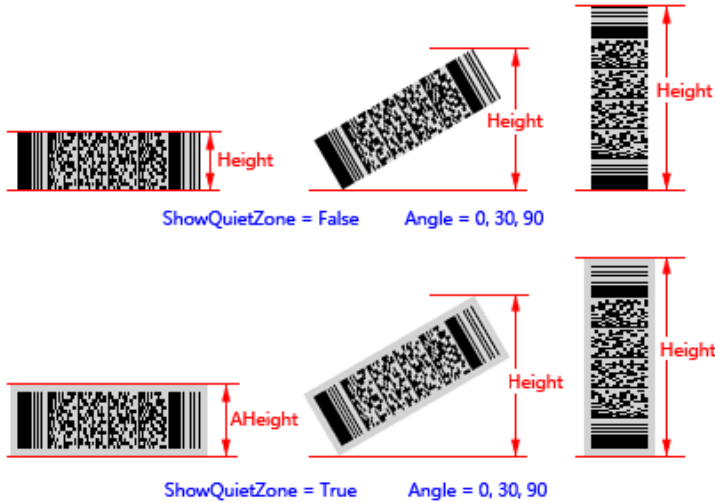 Height
Height
Height
ShowQuietZone = False Angle = 0, 30, 90
AHeight
Height
Height
ShowQuietZone = True Angle = 0, 30, 90